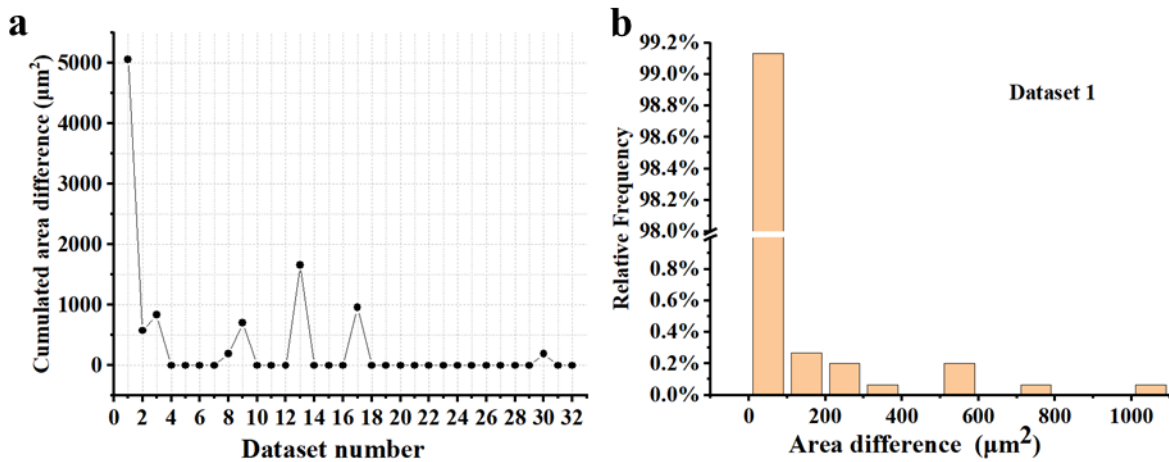 a
Cumulated area difference (µm²)
5000
4000
3000
2000
1000
0
0 2 4 6 8 10 12 14 16 18 20 22 24 26 28 30 32
Dataset number
b
Relative Frequency
99.2%
99.0%
98.8%
98.6%
98.4%
98.2%
98.0%
0.8%
0.6%
0.4%
0.2%
0.0%
Dataset 1
0 200 400 600 800 1000
Area difference (µm²)